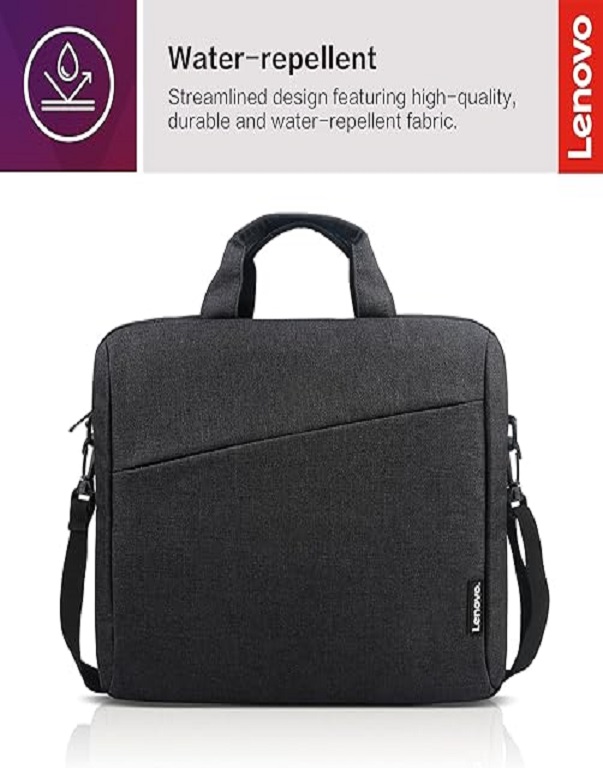 Water-repellent
Streamlined design featuring high-quality,
durable and water-repellent fabric.
Lenovo
Lenovo.